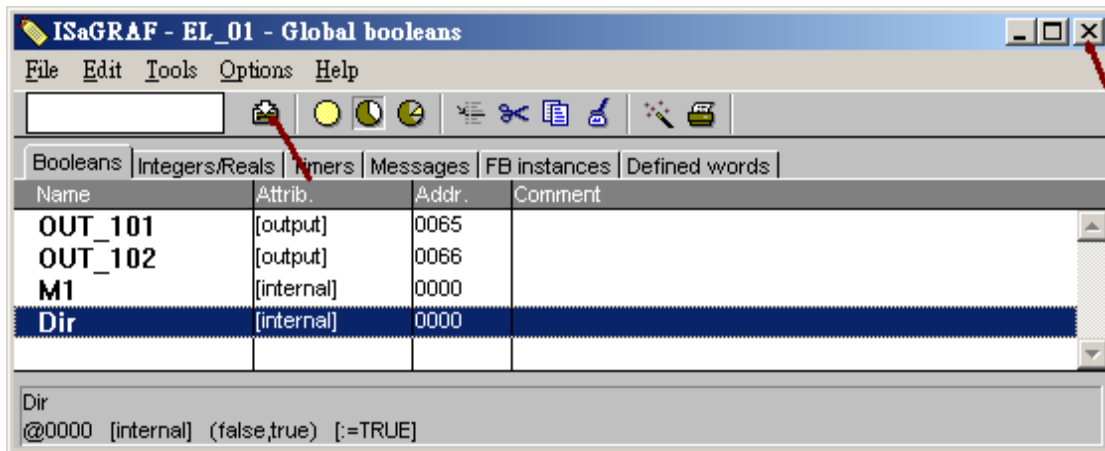 ISaGRAF - EL_01 - Global booleans
File Edit Tools Options Help
Booleans Integers/Reals Timers Messages FB instances Defined words
Name Attrib. Addr. Comment
OUT_101 [output] 0065
OUT_102 [output] 0066
M1 [internal] 0000
Dir [internal] 0000
Dir
@0000 [internal] (false,true) [:=TRUE]